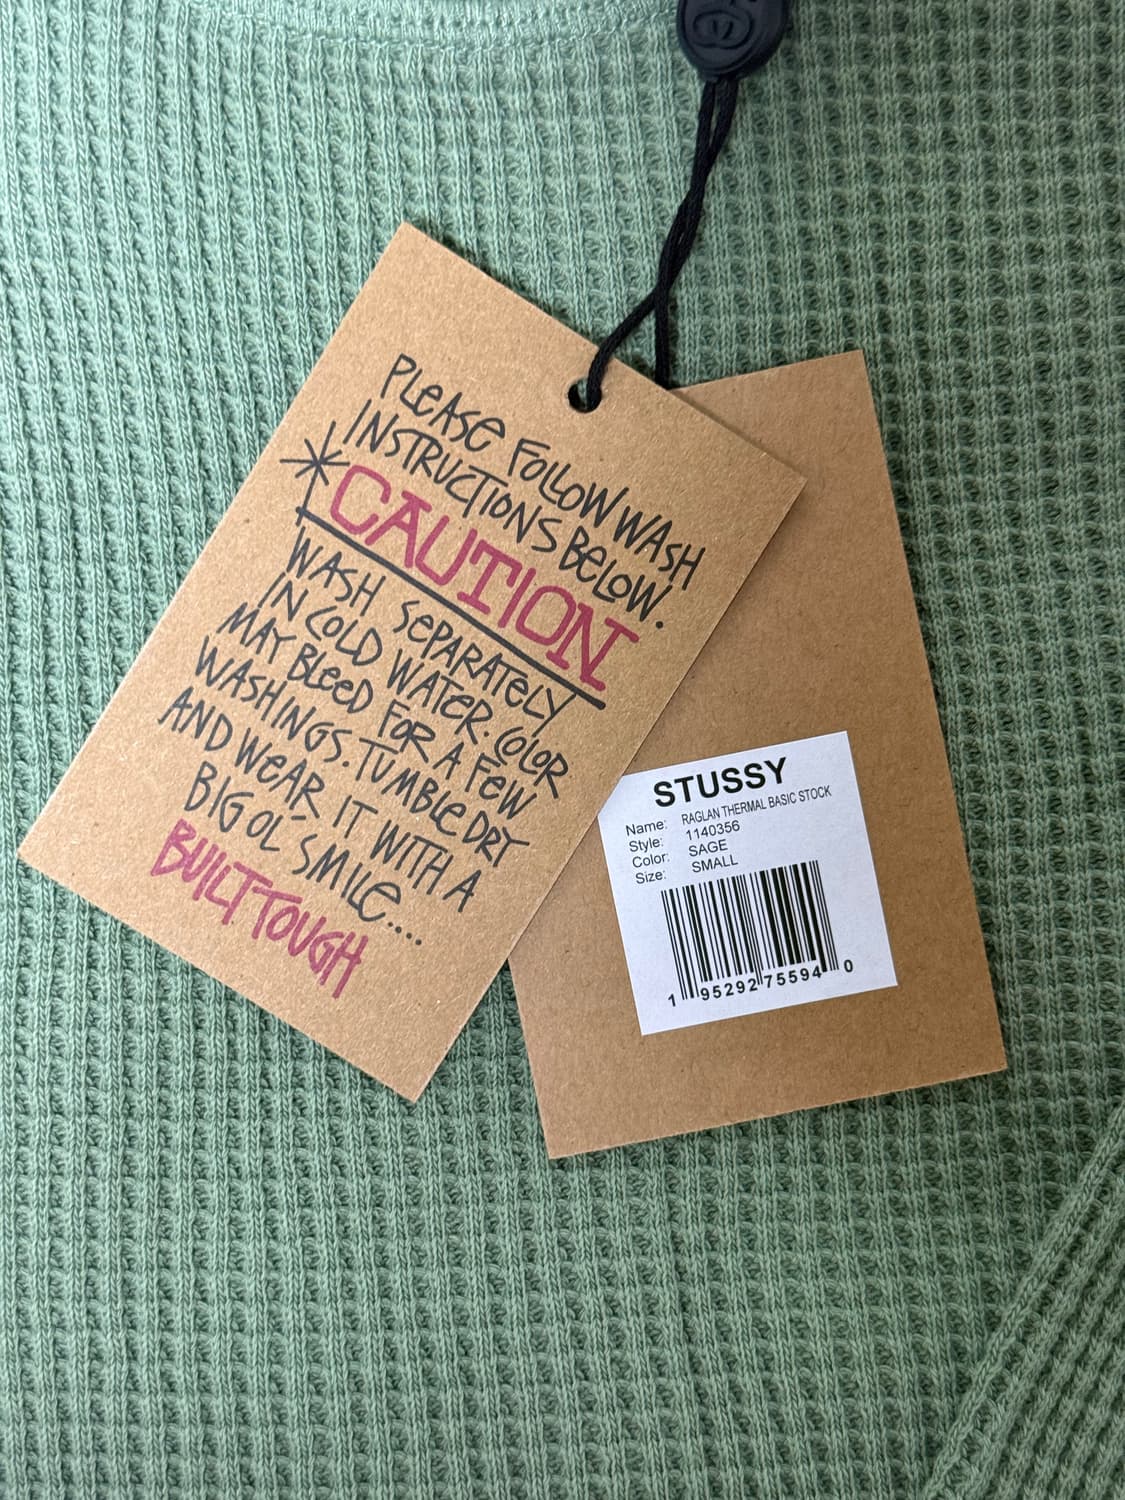 PLEASE FOLLOW WASH
INSTRUCTIONS BELOW.
*CAUTION
WASH SEPARATELY
IN COLD WATER. COLOR
MAY BLEED FOR A FEW
WASHINGS. TUMBLE DRY
AND WEAR IT WITH A
BIG OL' SMILE....
BUILT TOUGH
STUSSY
Name: RAGLAN THERMAL BASIC STOCK
Style: 1140356
Color: SAGE
Size: SMALL
1 95292 75594 0